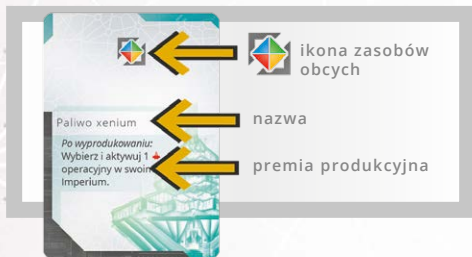 ikona zasobów
obcych
Paliwo xenium
nazwa
Po wyprodukowaniu:
Wybierz i aktywuj 1
operacyjny w swoim
Imperium.
premia produkcyjna